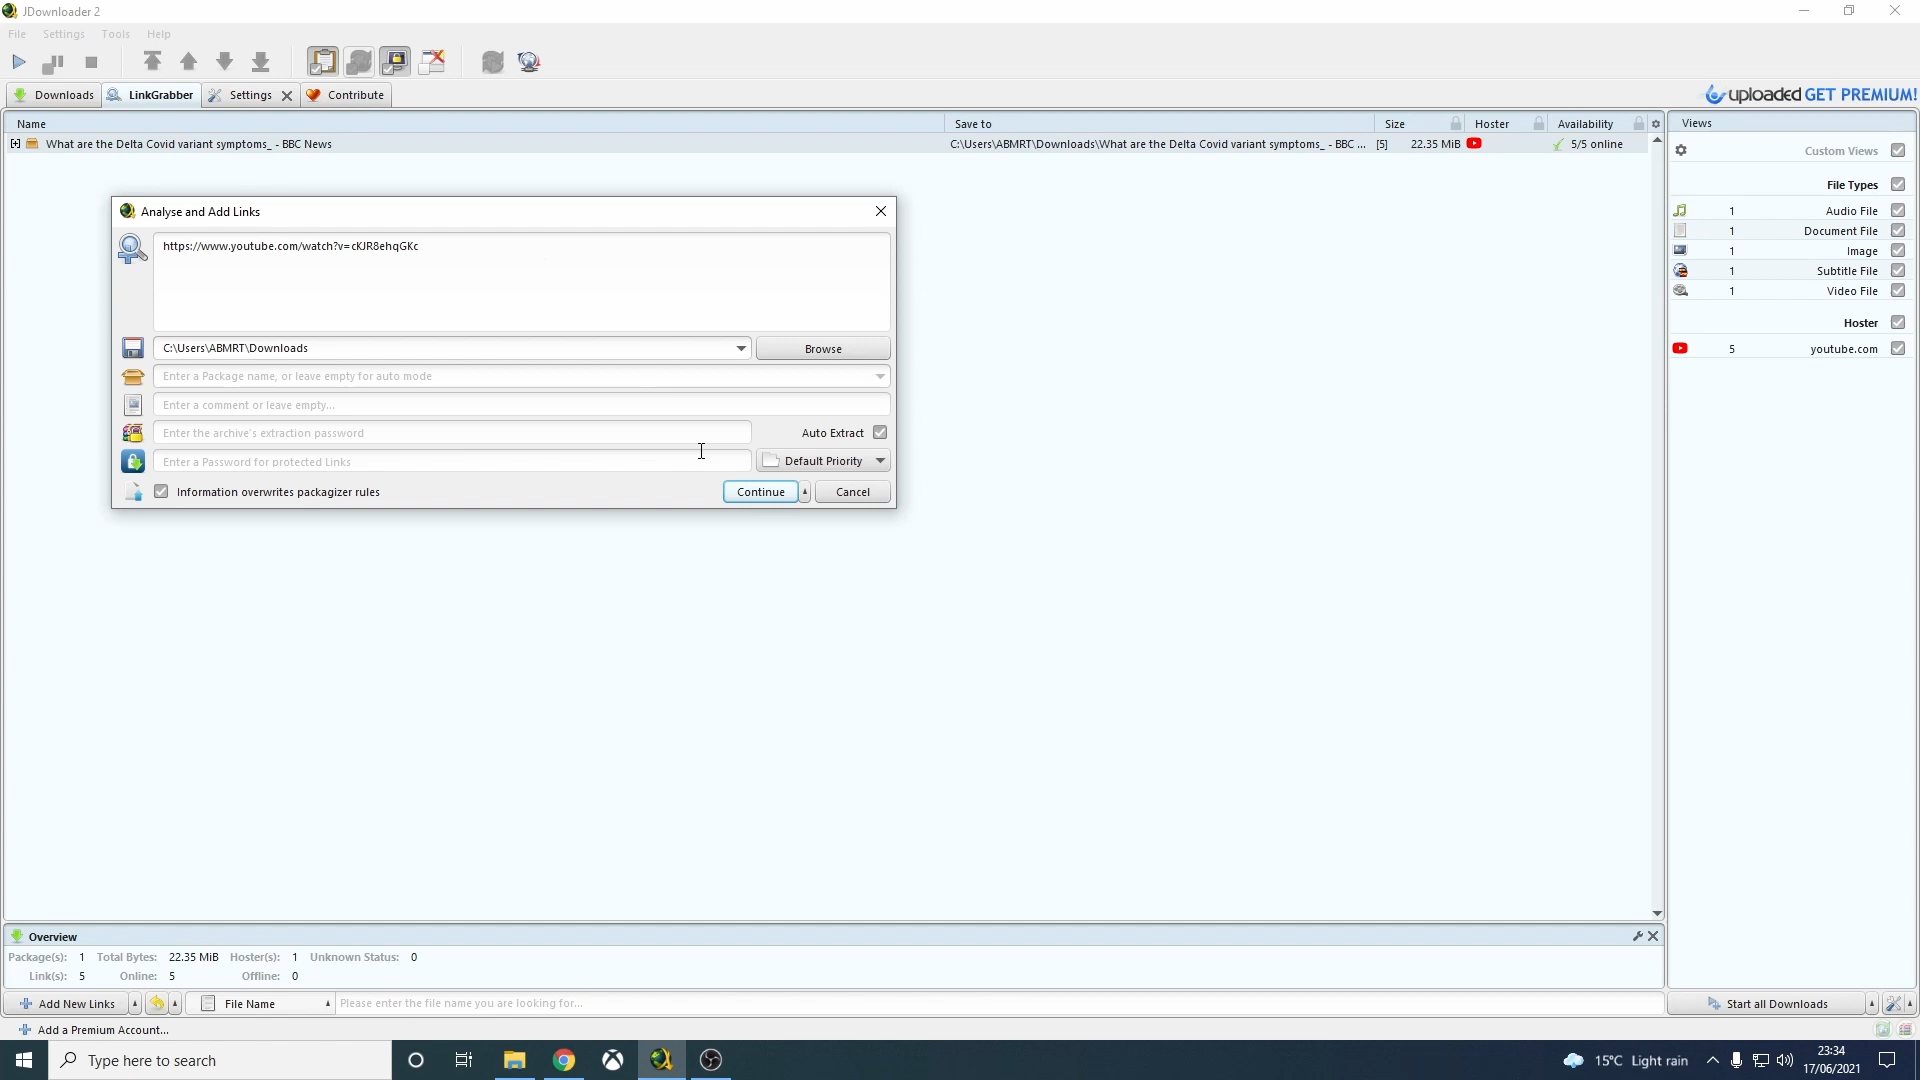 JDownloader 2
File Settings Tools Help
Downloads LinkGrabber Settings Contribute
uploaded GET PREMIUM!
Name Save to Size Hoster Availability
What are the Delta Covid variant symptoms_ - BBC News C:\Users\ABMRT\Downloads\What are the Delta Covid variant symptoms_ - BBC ... [5] 22.35 MiB 5/5 online
Views
Custom Views
File Types
1 Audio File
1 Document File
1 Image
1 Subtitle File
1 Video File
Hoster
5 youtube.com
Analyse and Add Links
https://www.youtube.com/watch?v=cKJR8ehqGKc
C:\Users\ABMRT\Downloads Browse
Enter a Package name, or leave empty for auto mode
Enter a comment or leave empty...
Enter the archive's extraction password Auto Extract
Enter a Password for protected Links Default Priority
Information overwrites packagizer rules Continue Cancel
Overview
Package(s): 1 Total Bytes: 22.35 MiB Hoster(s): 1 Unknown Status: 0
Link(s): 5 Online: 5 Offline: 0
Add New Links File Name Please enter the file name you are looking for... Start all Downloads
Add a Premium Account...
Type here to search 15°C Light rain 23:34
17/06/2021